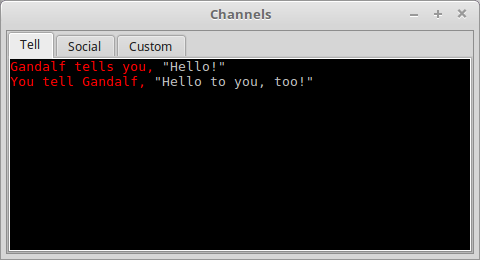 Channels
Tell Social Custom
Gandalf tells you, "Hello!"
You tell Gandalf, "Hello to you, too!"